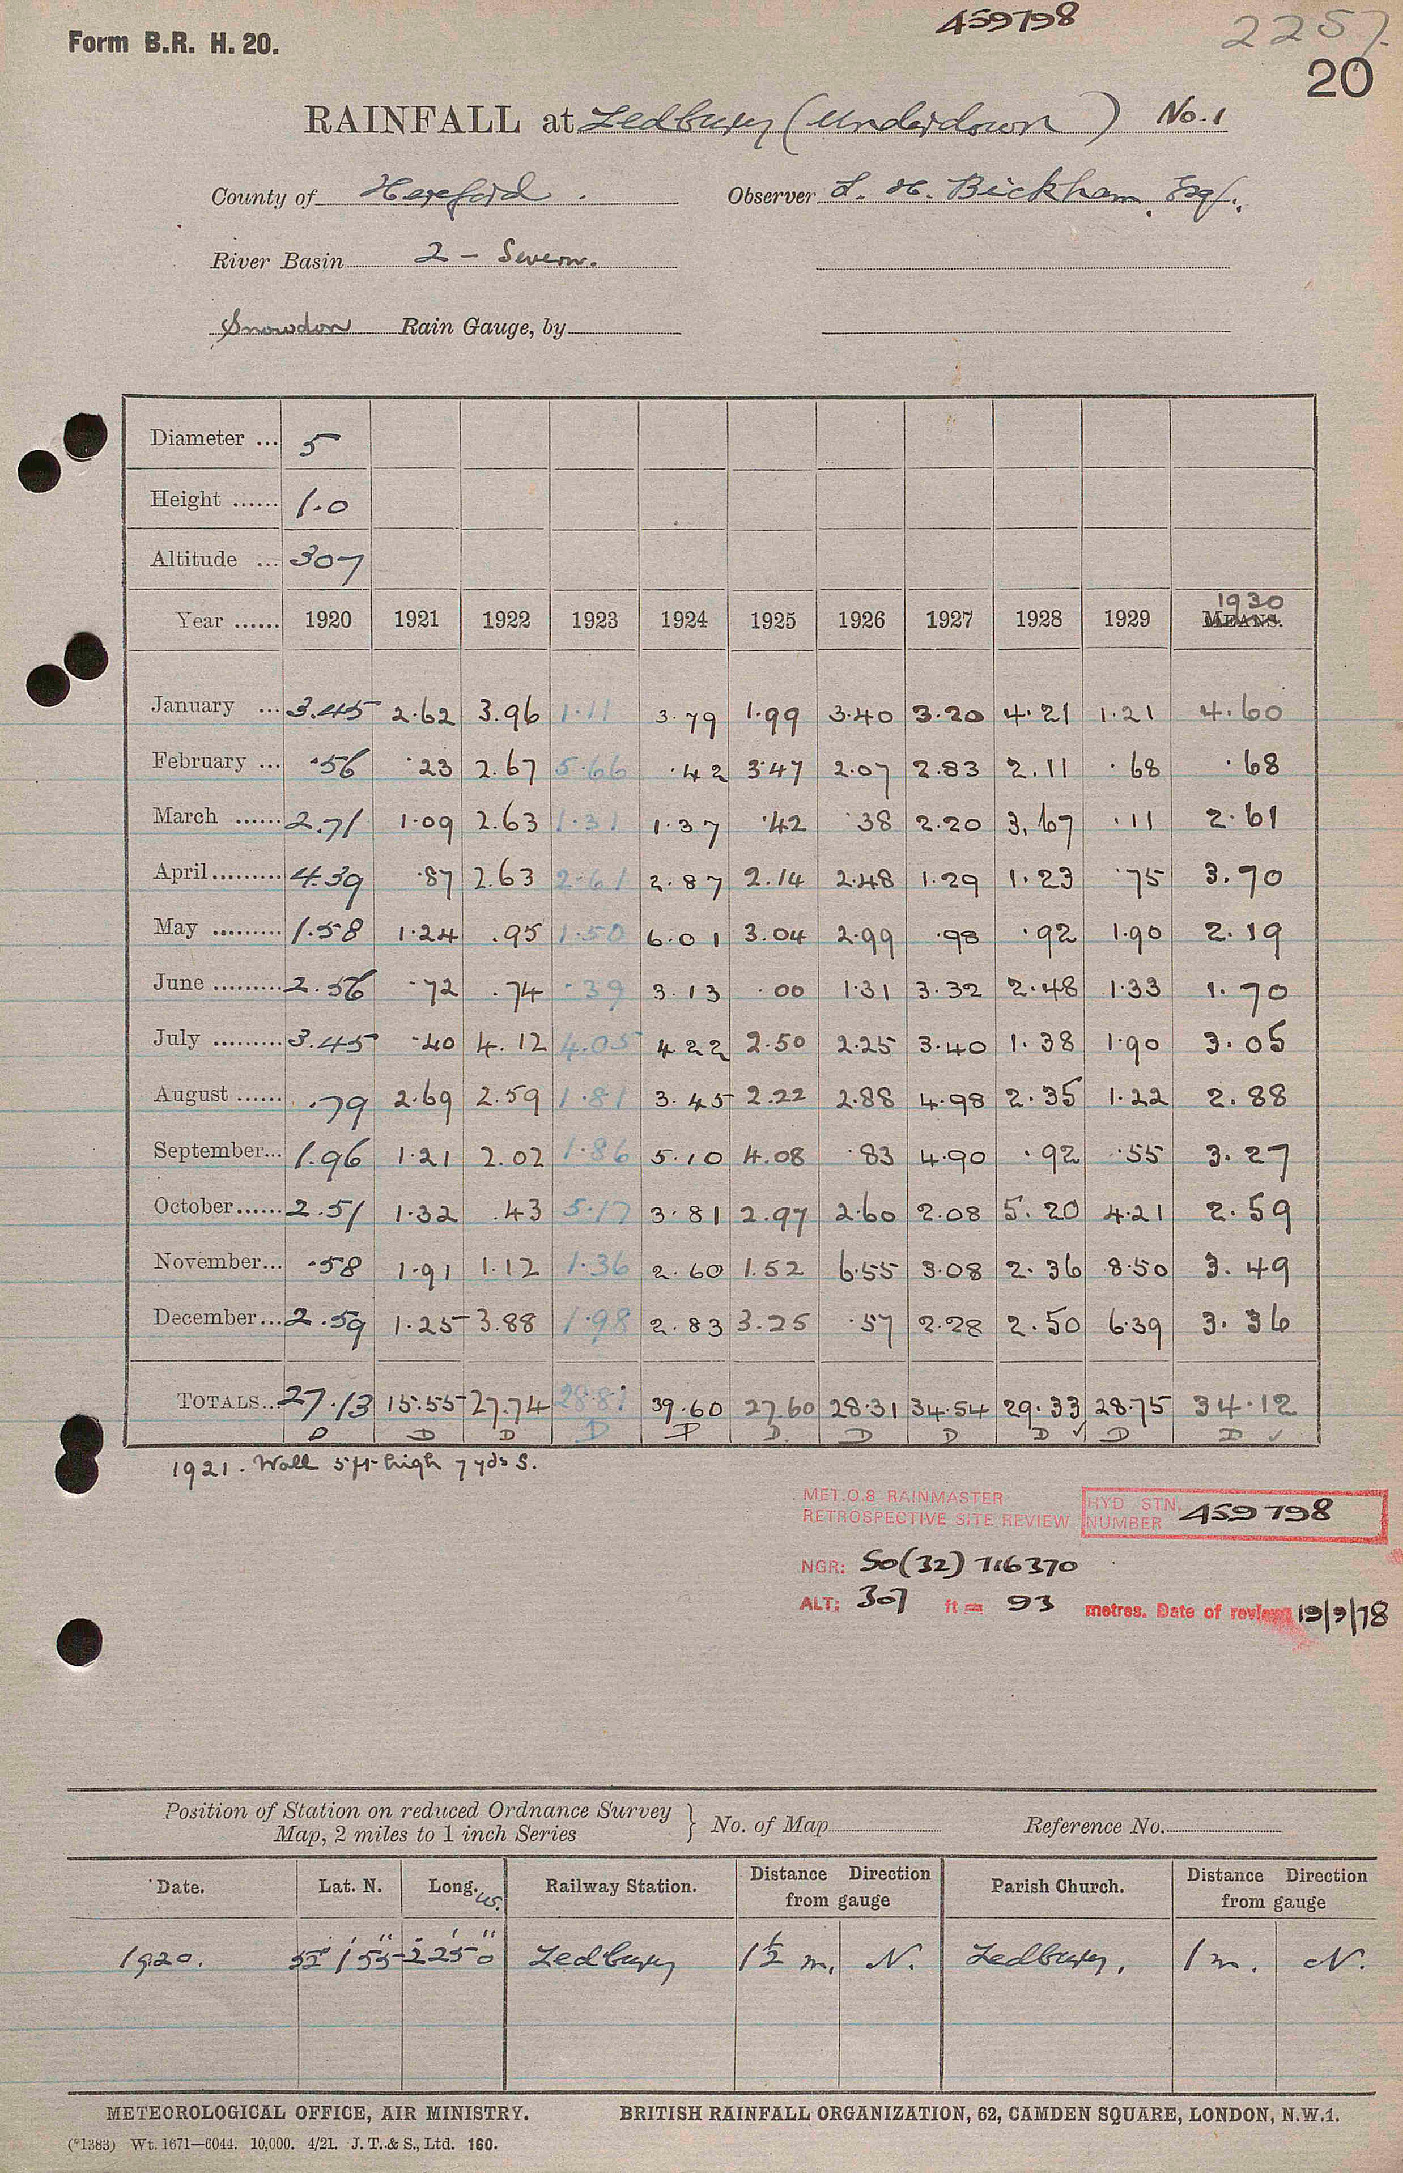 459798
2257.
Form B.R. H. 20.
20
RAINFALL at Ledbury (Underdown) No. 1
County of Hereford . Observer S. H. Bickham, Esq.
River Basin 2 - Severn.
Snowdon Rain Gauge, by
Diameter ... 5
Height ...... 1.0
Altitude ... 307
Year ...... 1920 1921 1922 1923 1924 1925 1926 1927 1928 1929 1930 MEANS.
January ... 3.45 2.62 3.96 1.11 3.79 1.99 3.40 3.20 4.21 1.21 4.60
February ... .56 .23 2.67 5.66 .42 3.47 2.07 2.83 2.11 .68 .68
March ...... 2.71 1.09 2.63 1.31 1.37 .42 .38 2.20 3.67 .11 2.61
April ......... 4.39 .87 2.63 2.61 2.87 2.14 2.48 1.29 1.23 .75 3.70
May ......... 1.58 1.24 .95 1.50 6.01 3.04 2.99 .98 .92 1.90 2.19
June ......... 2.56 .72 .74 .39 3.13 .00 1.31 3.32 2.48 1.33 1.70
July ......... 3.45 .40 4.12 4.05 4.22 2.50 2.25 3.40 1.38 1.90 3.05
August ...... .79 2.69 2.59 1.81 3.45 2.22 2.88 4.98 2.35 1.22 2.88
September... 1.96 1.21 2.02 1.86 5.10 4.08 .83 4.90 .92 .55 3.27
October...... 2.51 1.32 .43 5.17 3.81 2.97 2.60 2.08 5.20 4.21 2.59
November... .58 1.91 1.12 1.36 2.60 1.52 6.55 3.08 2.36 8.50 3.49
December... 2.59 1.25 3.88 1.98 2.83 3.25 .57 2.28 2.50 6.39 3.36
TOTALS.. 27.13 15.55 27.74 28.81 39.60 27.60 28.31 34.54 29.33 28.75 34.12
D D D D D D D D D ✓ D D ✓
1921. Wall 5ft high 7 yds S.
MET.O.8 RAINMASTER
RETROSPECTIVE SITE REVIEW
HYD STN NUMBER 459798
NGR: SO(32) 716370
ALT: 307 ft = 93 metres. Date of review 19/9/78
Position of Station on reduced Ordnance Survey Map, 2 miles to 1 inch Series } No. of Map Reference No.
Date. Lat. N. Long. W. Railway Station. Distance Direction from gauge Parish Church. Distance Direction from gauge
1920. 52° 1' 55" 2° 25' 0" Ledbury 1½ m. N. Ledbury, 1 m. N.
METEOROLOGICAL OFFICE, AIR MINISTRY. BRITISH RAINFALL ORGANIZATION, 62, CAMDEN SQUARE, LONDON, N.W.1.
(*1383) Wt. 1671—6044. 10,000. 4/21. J. T. & S., Ltd. 160.